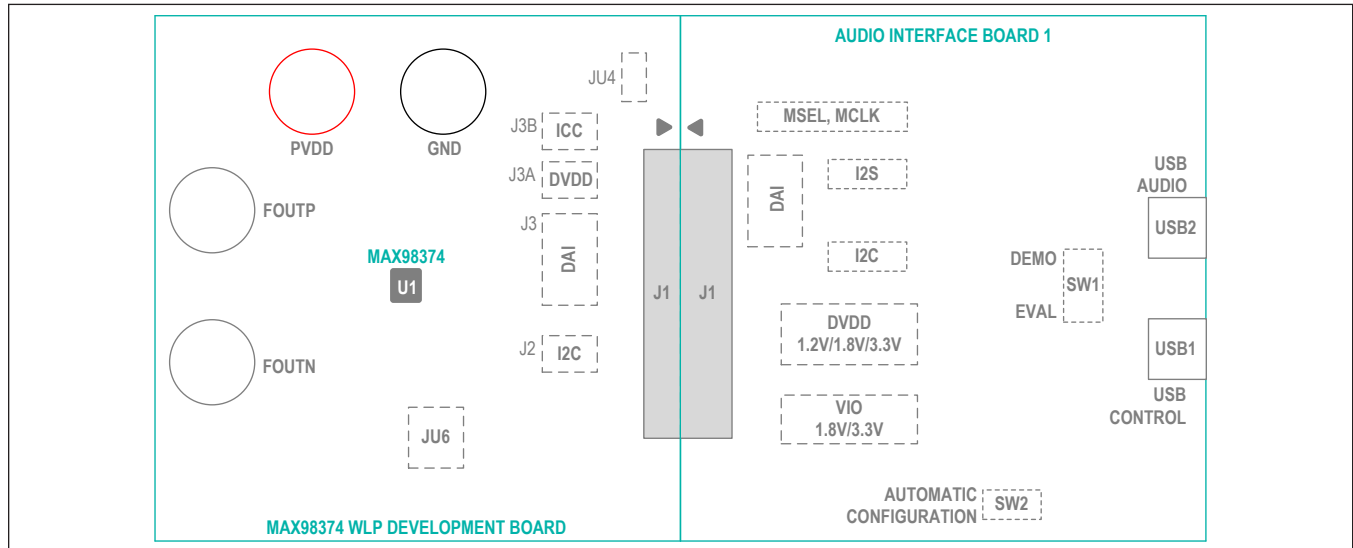 AUDIO INTERFACE BOARD 1
JU4
MSEL, MCLK
J3B
ICC
PVDD
GND
J3A
DVDD
I2S
USB
AUDIO
DAI
FOUTP
J3
DAI
USB2
MAX98374
U1
I2C
DEMO
SW1
EVAL
J1
J1
DVDD
1.2V/1.8V/3.3V
J2
I2C
USB1
FOUTN
USB
CONTROL
VIO
1.8V/3.3V
JU6
AUTOMATIC
CONFIGURATION
SW2
MAX98374 WLP DEVELOPMENT BOARD